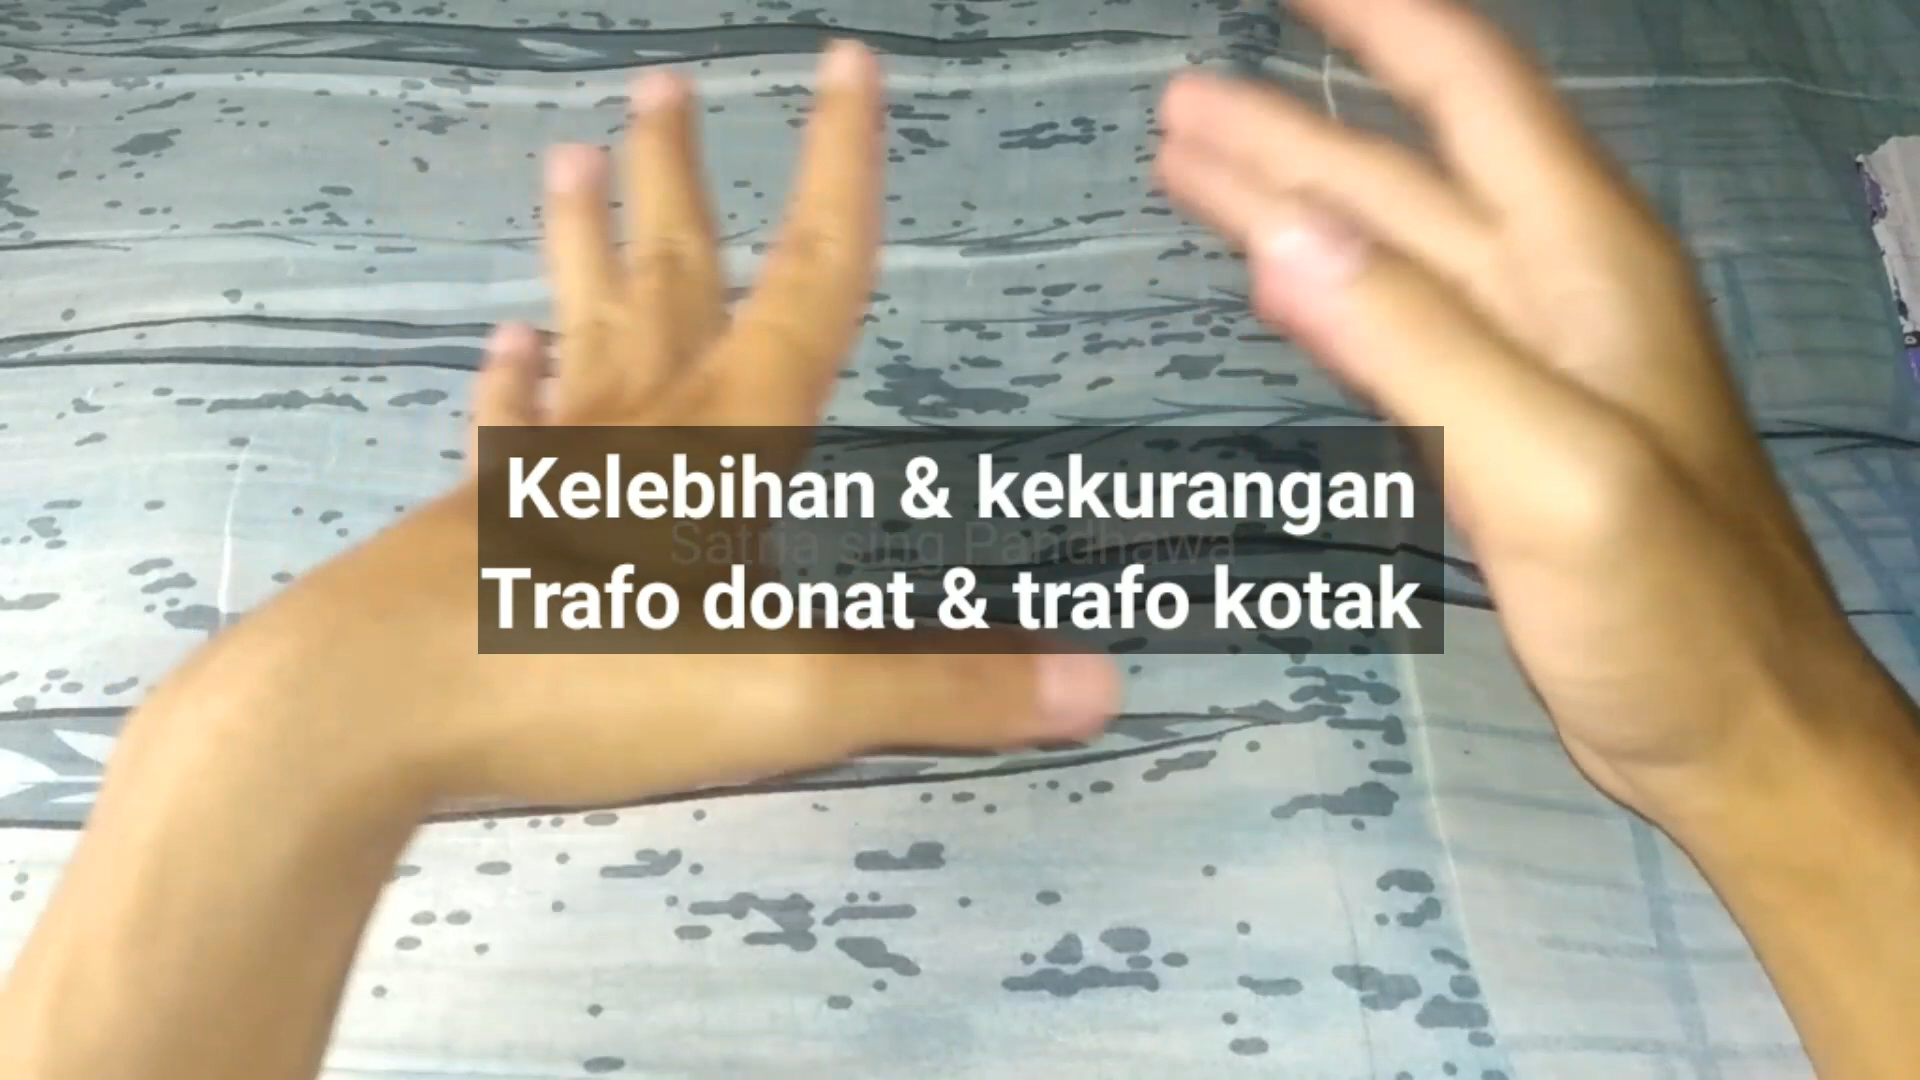 Kelebihan & kekurangan
Satria sing Pandhawa
Trafo donat & trafo kotak